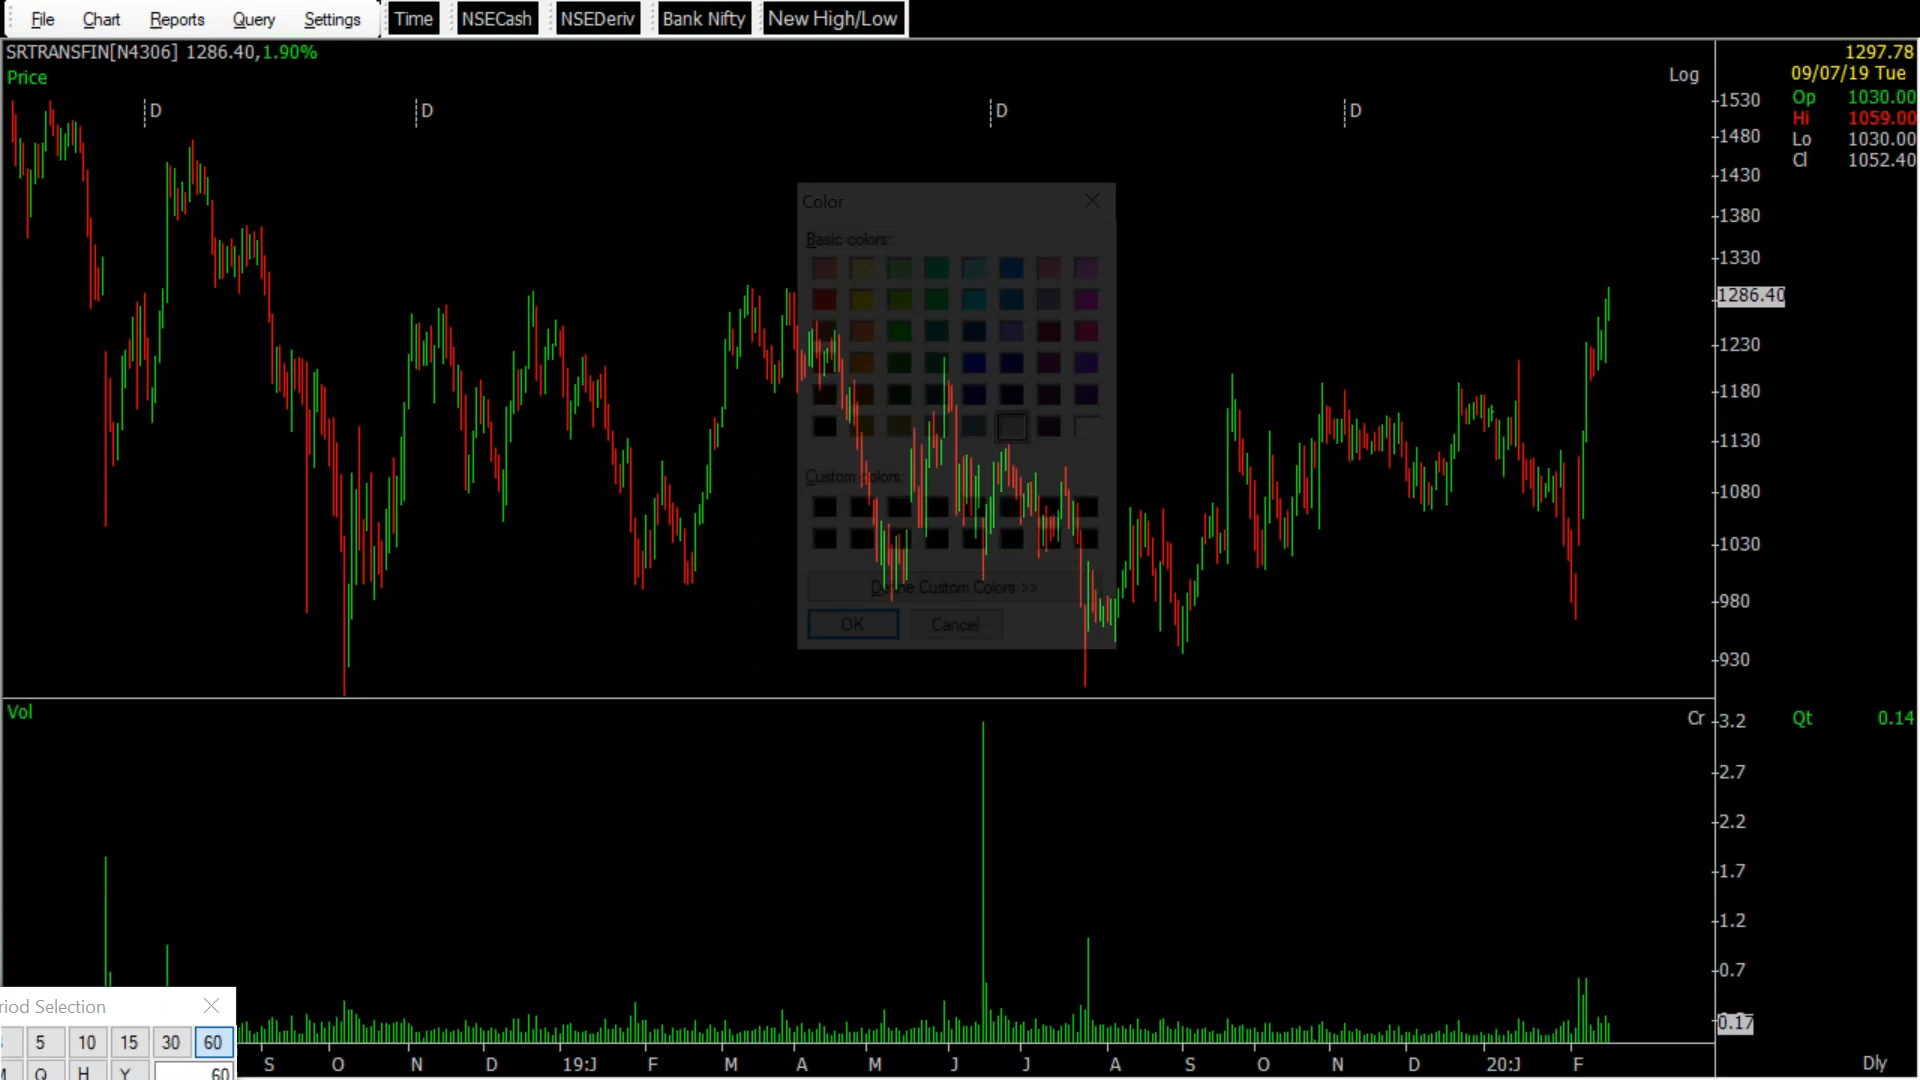 File Chart Reports Query Settings Time NSECash NSEDeriv Bank Nifty New High/Low
SRTRANSFIN[N4306] 1286.40,1.90%
1297.78
Price
Log
09/07/19 Tue
D D D D
Op 1030.00
Hi 1059.00
Lo 1030.00
Cl 1052.40
1530
1480
1430
1380
1330
1286.40
1230
1180
1130
1080
1030
980
930
Color
Basic colors:
Custom colors:
Define Custom Colors >>
OK Cancel
Vol
Cr
3.2
Qt 0.14
2.7
2.2
1.7
1.2
0.7
0.17
riod Selection
5 10 15 30 60
Q H Y 60
S O N D 19:J F M A M J J A S O N D 20:J F
Dly